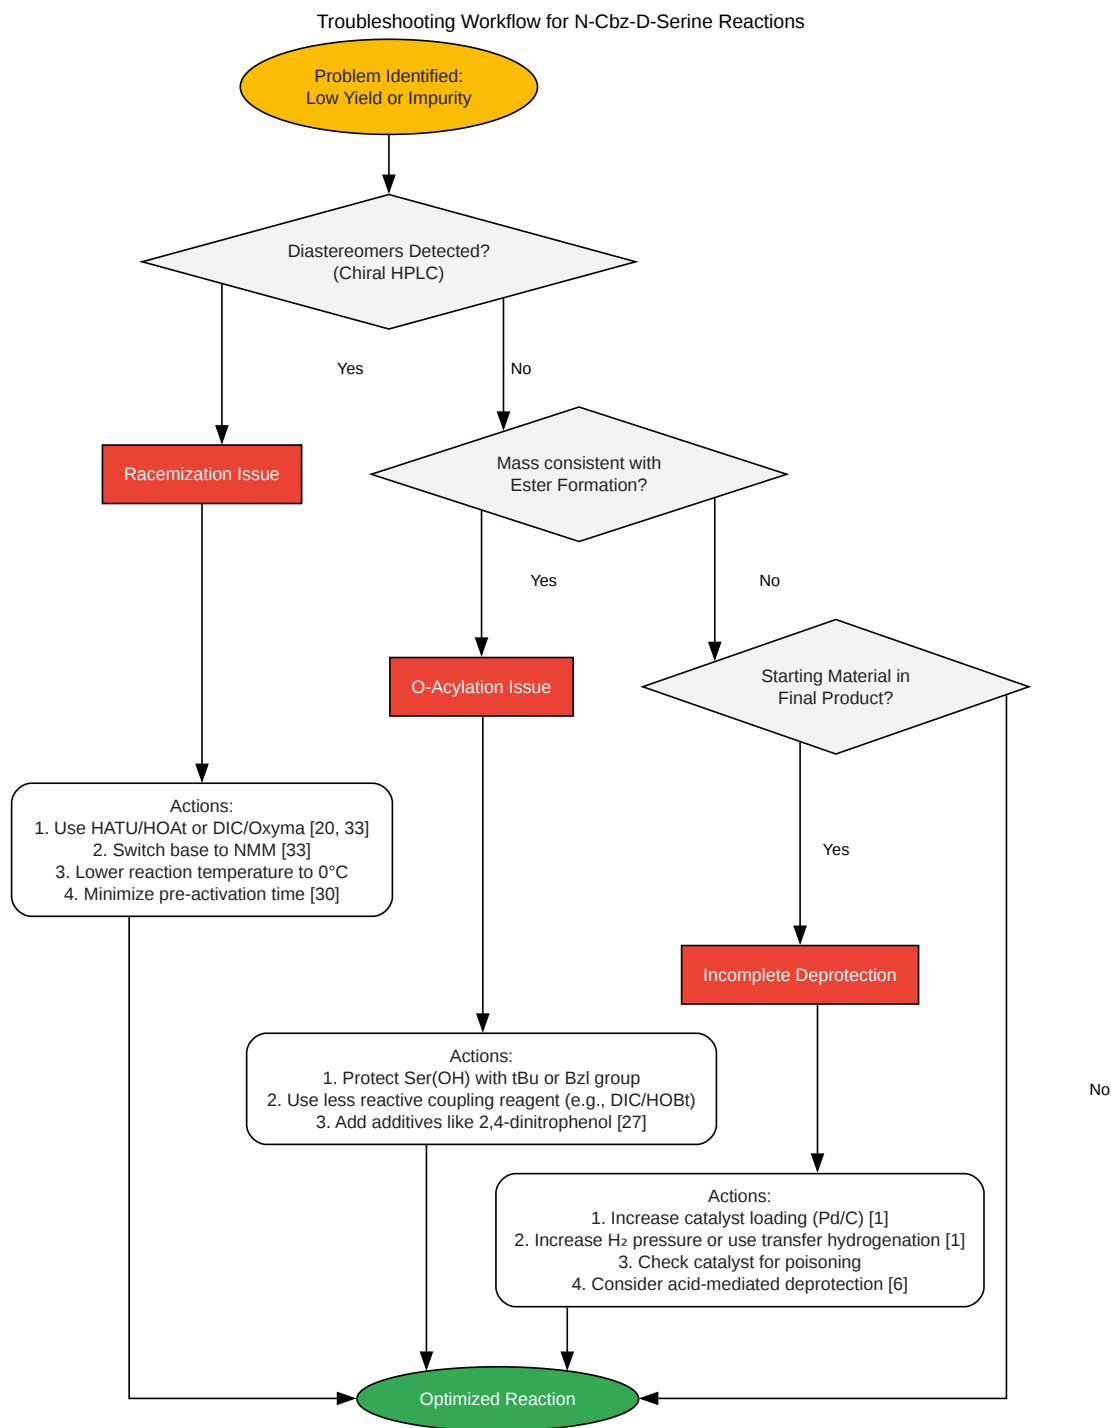 Troubleshooting Workflow for N-Cbz-D-Serine Reactions
Problem Identified:
Low Yield or Impurity
Diastereomers Detected?
(Chiral HPLC)
Yes
No
Racemization Issue
Mass consistent with
Ester Formation?
Yes
No
O-Acylation Issue
Starting Material in
Final Product?
Actions:
1. Use HATU/HOAt or DIC/Oxyma [20, 33]
2. Switch base to NMM [33]
3. Lower reaction temperature to 0°C
4. Minimize pre-activation time [30]
Yes
Incomplete Deprotection
Actions:
1. Protect Ser(OH) with tBu or Bzl group
2. Use less reactive coupling reagent (e.g., DIC/HOBt)
3. Add additives like 2,4-dinitrophenol [27]
No
Actions:
1. Increase catalyst loading (Pd/C) [1]
2. Increase H₂ pressure or use transfer hydrogenation [1]
3. Check catalyst for poisoning
4. Consider acid-mediated deprotection [6]
Optimized Reaction